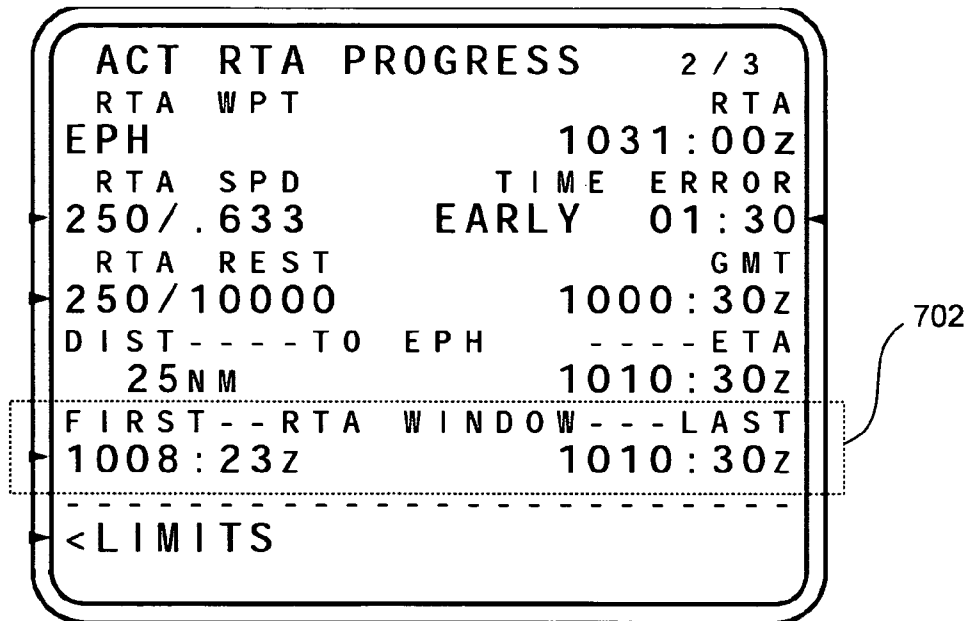 ACT RTA PROGRESS 2/3
RTA WPT RTA
EPH 1031:00z
RTA SPD TIME ERROR
250/.633 EARLY 01:30
RTA REST GMT
250/10000 1000:30z
DIST----TO EPH ----ETA
25NM 1010:30z
FIRST--RTA WINDOW---LAST
1008:23z 1010:30z
------------------------
<LIMITS
702